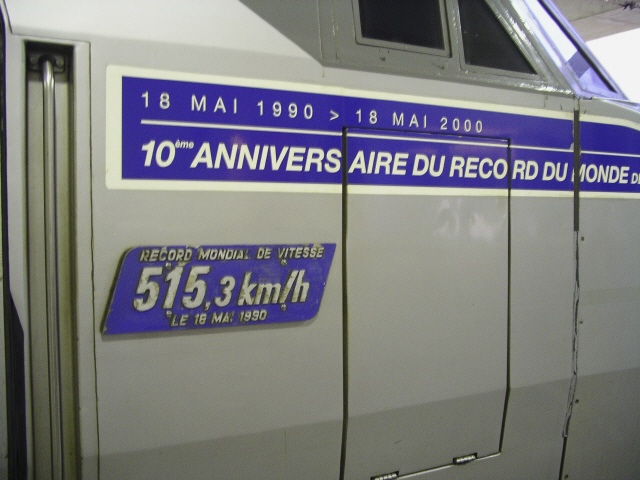 18 MAI 1990 > 18 MAI 2000
10ème ANNIVERSAIRE DU RECORD DU MONDE DE
RECORD MONDIAL DE VITESSE
515,3 km/h
LE 18 MAI 1990